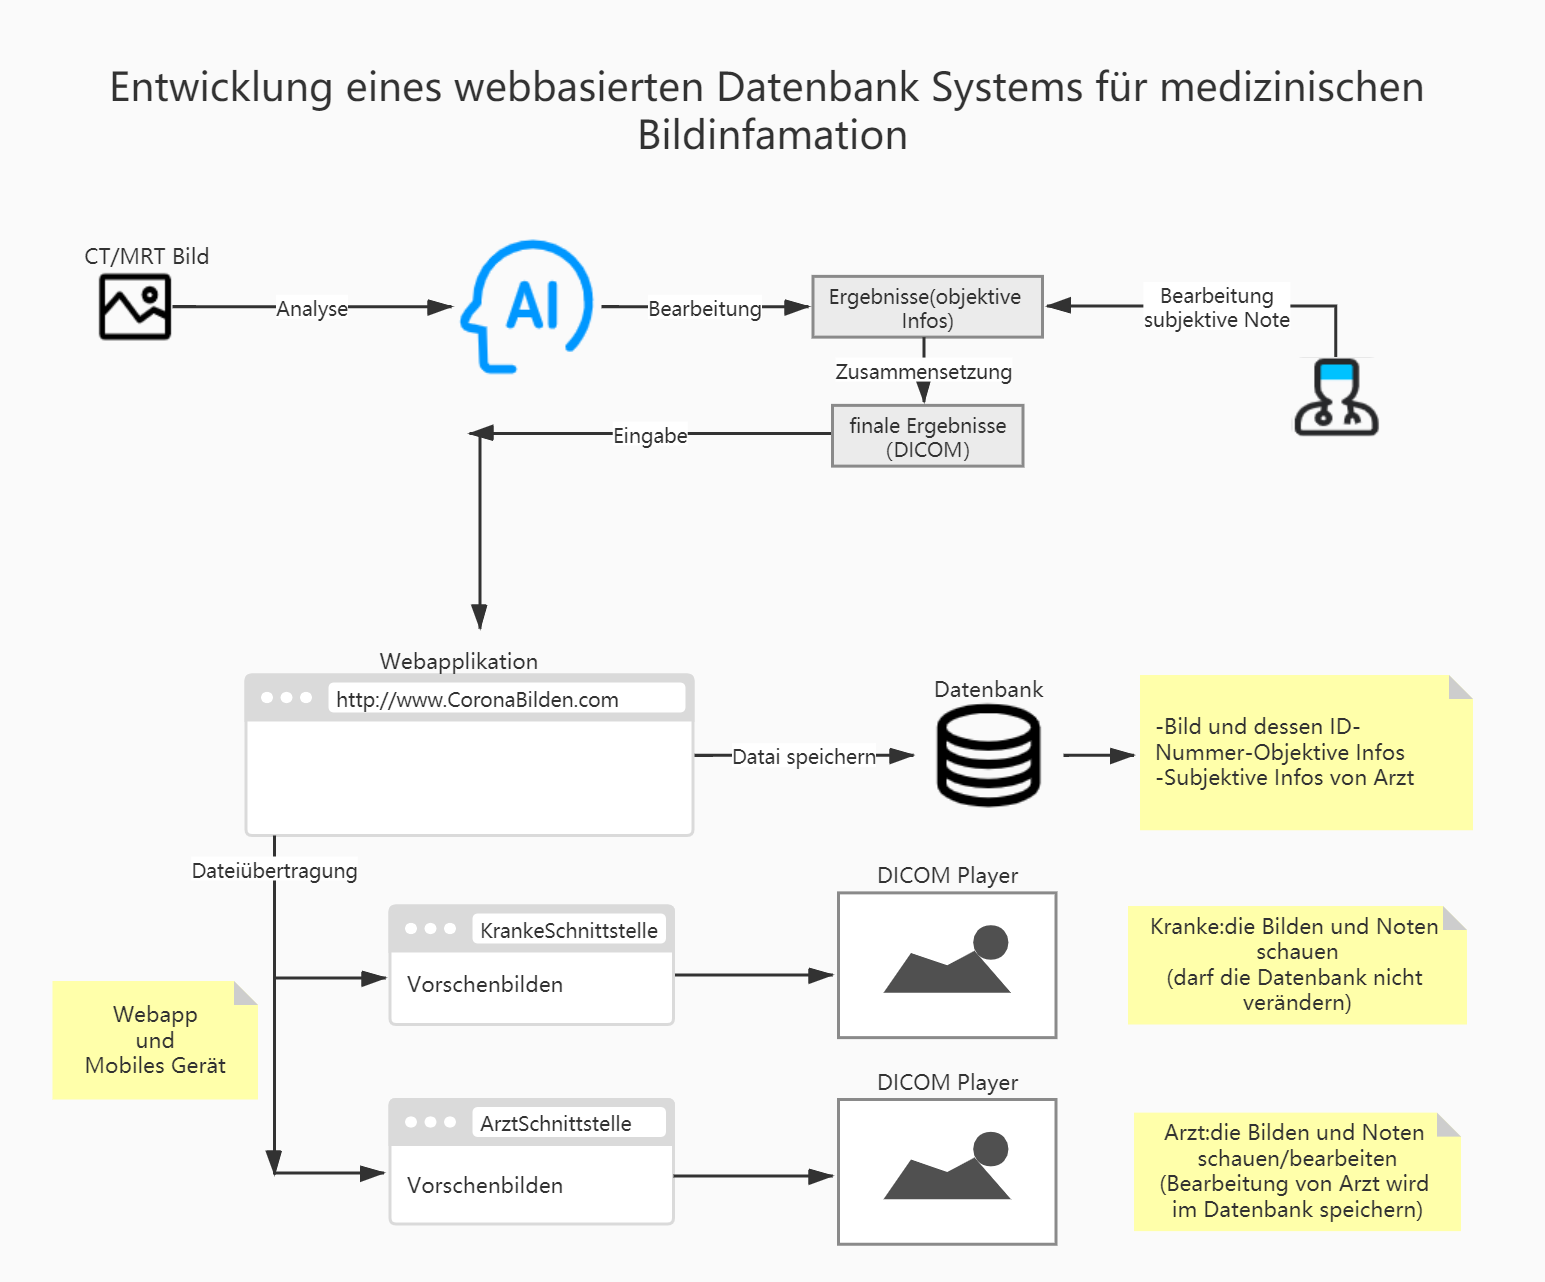 Entwicklung eines webbasierten Datenbank Systems für medizinischen
Bildinfamation
CT/MRT Bild
Analyse
AI
Bearbeitung
Ergebnisse(objektive
Infos)
Bearbeitung
subjektive Note
Zusammensetzung
finale Ergebnisse
(DICOM)
Eingabe
Webapplikation
http://www.CoronaBilden.com
Datai speichern
Datenbank
-Bild und dessen ID-
Nummer-Objektive Infos
-Subjektive Infos von Arzt
Dateiübertragung
KrankeSchnittstelle
Vorschenbilden
DICOM Player
Kranke:die Bilden und Noten
schauen
(darf die Datenbank nicht
verändern)
Webapp
und
Mobiles Gerät
ArztSchnittstelle
Vorschenbilden
DICOM Player
Arzt:die Bilden und Noten
schauen/bearbeiten
(Bearbeitung von Arzt wird
im Datenbank speichern)